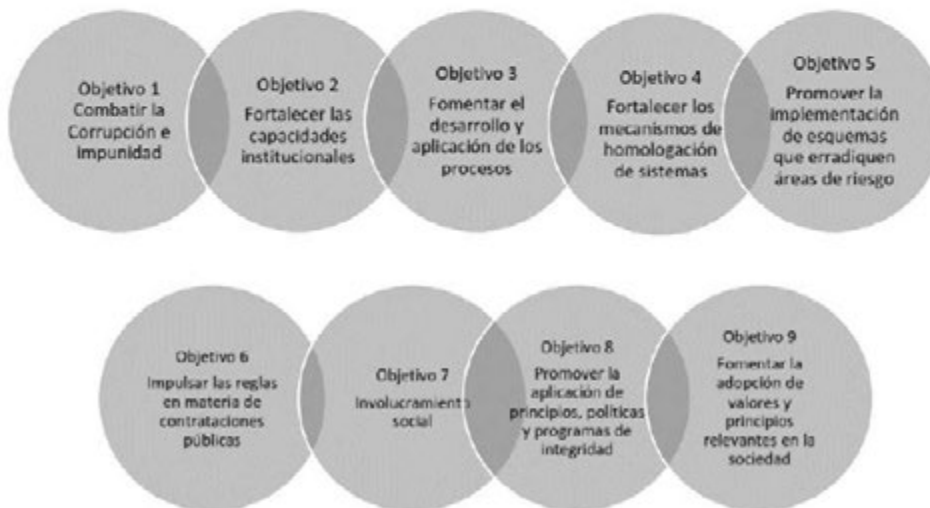 Objetivo 1
Combatir la
Corrupción e
impunidad
Objetivo 2
Fortalecer las
capacidades
institucionales
Objetivo 3
Fomentar el
desarrollo y
aplicación de los
procesos
Objetivo 4
Fortalecer los
mecanismos de
homologación
de sistemas
Objetivo 5
Promover la
implementación
de esquemas
que erradiquen
áreas de riesgo
Objetivo 6
Impulsar las reglas
en materia de
contrataciones
públicas
Objetivo 7
Involucramiento
social
Objetivo 8
Promover la
aplicación de
principios, políticas
y programas de
integridad
Objetivo 9
Fomentar la
adopción de
valores y
principios
relevantes en la
sociedad